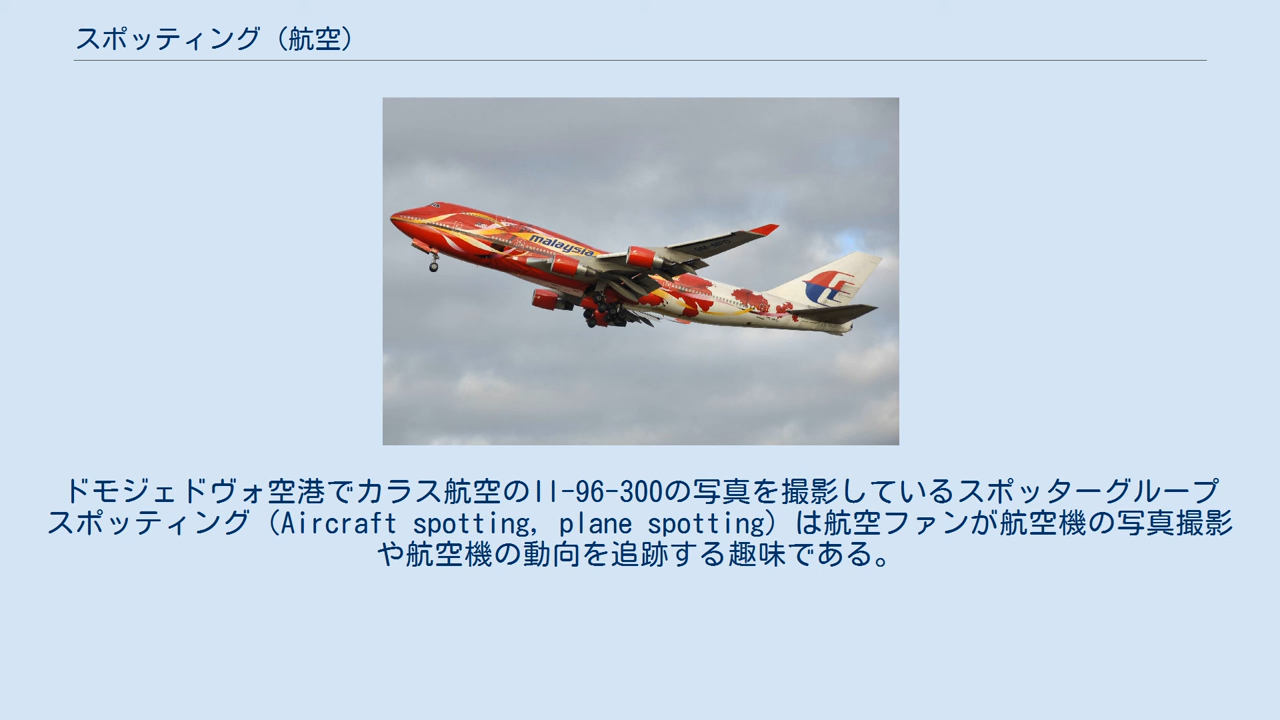 スポッティング（航空）
malaysia
ドモジェドヴォ空港でカラス航空のIl-96-300の写真を撮影しているスポッターグループ
スポッティング（Aircraft spotting, plane spotting）は航空ファンが航空機の写真撮影
や航空機の動向を追跡する趣味である。